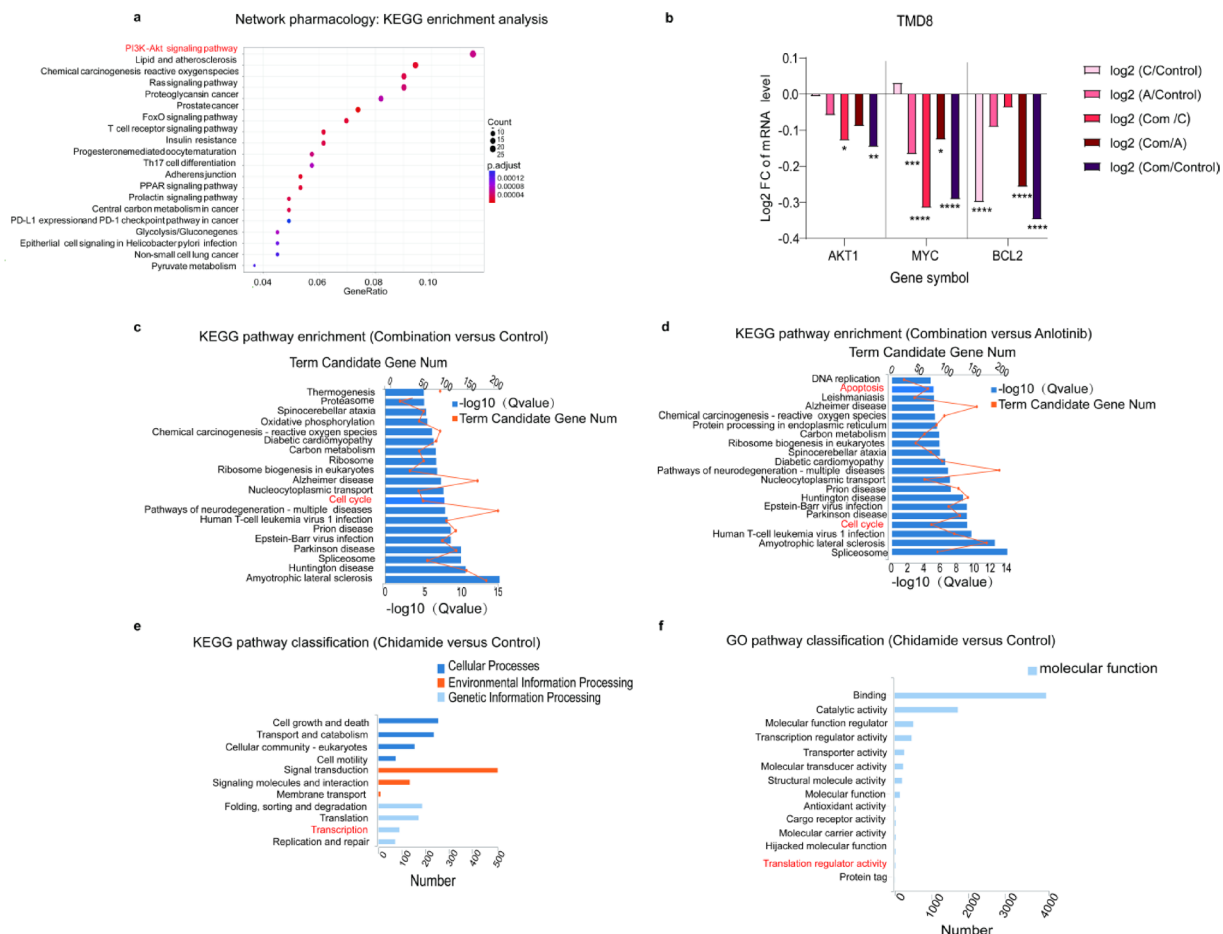 a
Network pharmacology: KEGG enrichment analysis
PI3K-Akt signaling pathway
Lipid and atherosclerosis
Chemical carcinogenesis reactive oxygen species
Ras signaling pathway
Proteoglycans in cancer
Prostate cancer
FoxO signaling pathway
T cell receptor signaling pathway
Insulin resistance
Progesterone mediated oocyte maturation
Th17 cell differentiation
Adherens junction
PPAR signaling pathway
Prolactin signaling pathway
Central carbon metabolism in cancer
PD-L1 expression and PD-1 checkpoint pathway in cancer
Glycolysis/Gluconegenes
Epitherlial cell signaling in Helicobacter pylori infection
Non-small cell lung cancer
Pyruvate metabolism
0.04 0.06 0.08 0.10
GeneRatio
Count
10
15
20
25
p.adjust
0.00012
0.00008
0.00004
b
TMD8
Log2 FC of mRNA level
0.0
-0.1
-0.2
-0.3
-0.4
* ** *** **** * **** **** **** ****
AKT1 MYC BCL2
Gene symbol
log2 (C/Control)
log2 (A/Control)
log2 (Com /C)
log2 (Com/A)
log2 (Com/Control)
c
KEGG pathway enrichment (Combination versus Control)
Term Candidate Gene Num
0 50 100 150 200
Thermogenesis
Proteasome
Spinocerebellar ataxia
Oxidative phosphorylation
Chemical carcinogenesis - reactive oxygen species
Diabetic cardiomyopathy
Carbon metabolism
Ribosome
Ribosome biogenesis in eukaryotes
Alzheimer disease
Nucleocytoplasmic transport
Cell cycle
Pathways of neurodegeneration - multiple diseases
Human T-cell leukemia virus 1 infection
Prion disease
Epstein-Barr virus infection
Parkinson disease
Spliceosome
Huntington disease
Amyotrophic lateral sclerosis
0 5 10 15
-log10（Qvalue）
-log10（Qvalue）
Term Candidate Gene Num
d
KEGG pathway enrichment (Combination versus Anlotinib)
Term Candidate Gene Num
0 50 100 150 200
DNA replication
Apoptosis
Leishmaniasis
Alzheimer disease
Chemical carcinogenesis - reactive oxygen species
Protein processing in endoplasmic reticulum
Carbon metabolism
Ribosome biogenesis in eukaryotes
Spinocerebellar ataxia
Diabetic cardiomyopathy
Pathways of neurodegeneration - multiple diseases
Nucleocytoplasmic transport
Prion disease
Huntington disease
Epstein-Barr virus infection
Parkinson disease
Cell cycle
Human T-cell leukemia virus 1 infection
Amyotrophic lateral sclerosis
Spliceosome
0 2 4 6 8 10 12 14
-log10（Qvalue）
-log10（Qvalue）
Term Candidate Gene Num
e
KEGG pathway classification (Chidamide versus Control)
Cellular Processes
Environmental Information Processing
Genetic Information Processing
Cell growth and death
Transport and catabolism
Cellular community - eukaryotes
Cell motility
Signal transduction
Signaling molecules and interaction
Membrane transport
Folding, sorting and degradation
Translation
Transcription
Replication and repair
0 100 200 300 400 500
Number
f
GO pathway classification (Chidamide versus Control)
molecular function
Binding
Catalytic activity
Molecular function regulator
Transcription regulator activity
Transporter activity
Molecular transducer activity
Structural molecule activity
Molecular function
Antioxidant activity
Cargo receptor activity
Molecular carrier activity
Hijacked molecular function
Translation regulator activity
Protein tag
0 1000 2000 3000 4000
Number